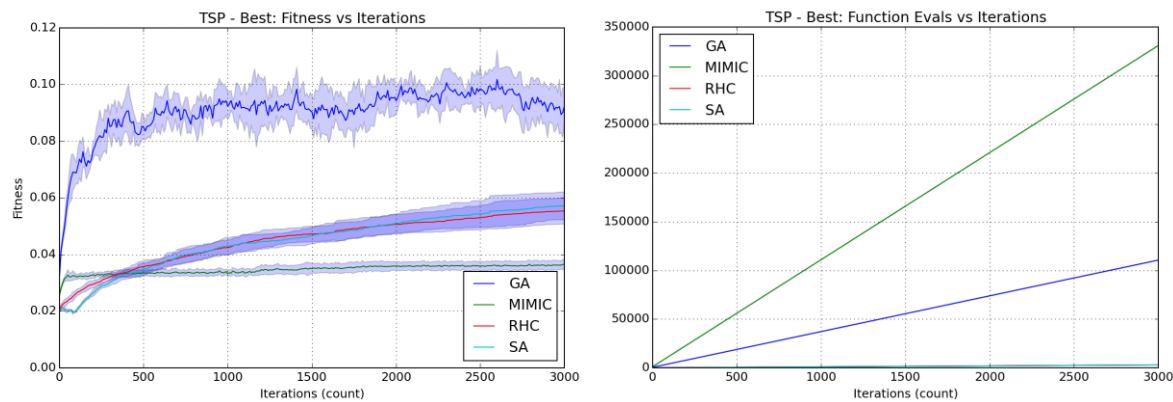 TSP - Best: Fitness vs Iterations
0.12
0.10
0.08
0.06
0.04
0.02
0.00
Fitness
GA
MIMIC
RHC
SA
0 500 1000 1500 2000 2500 3000
Iterations (count)
TSP - Best: Function Evals vs Iterations
350000
300000
250000
200000
150000
100000
50000
0
GA
MIMIC
RHC
SA
0 500 1000 1500 2000 2500 3000
Iterations (count)